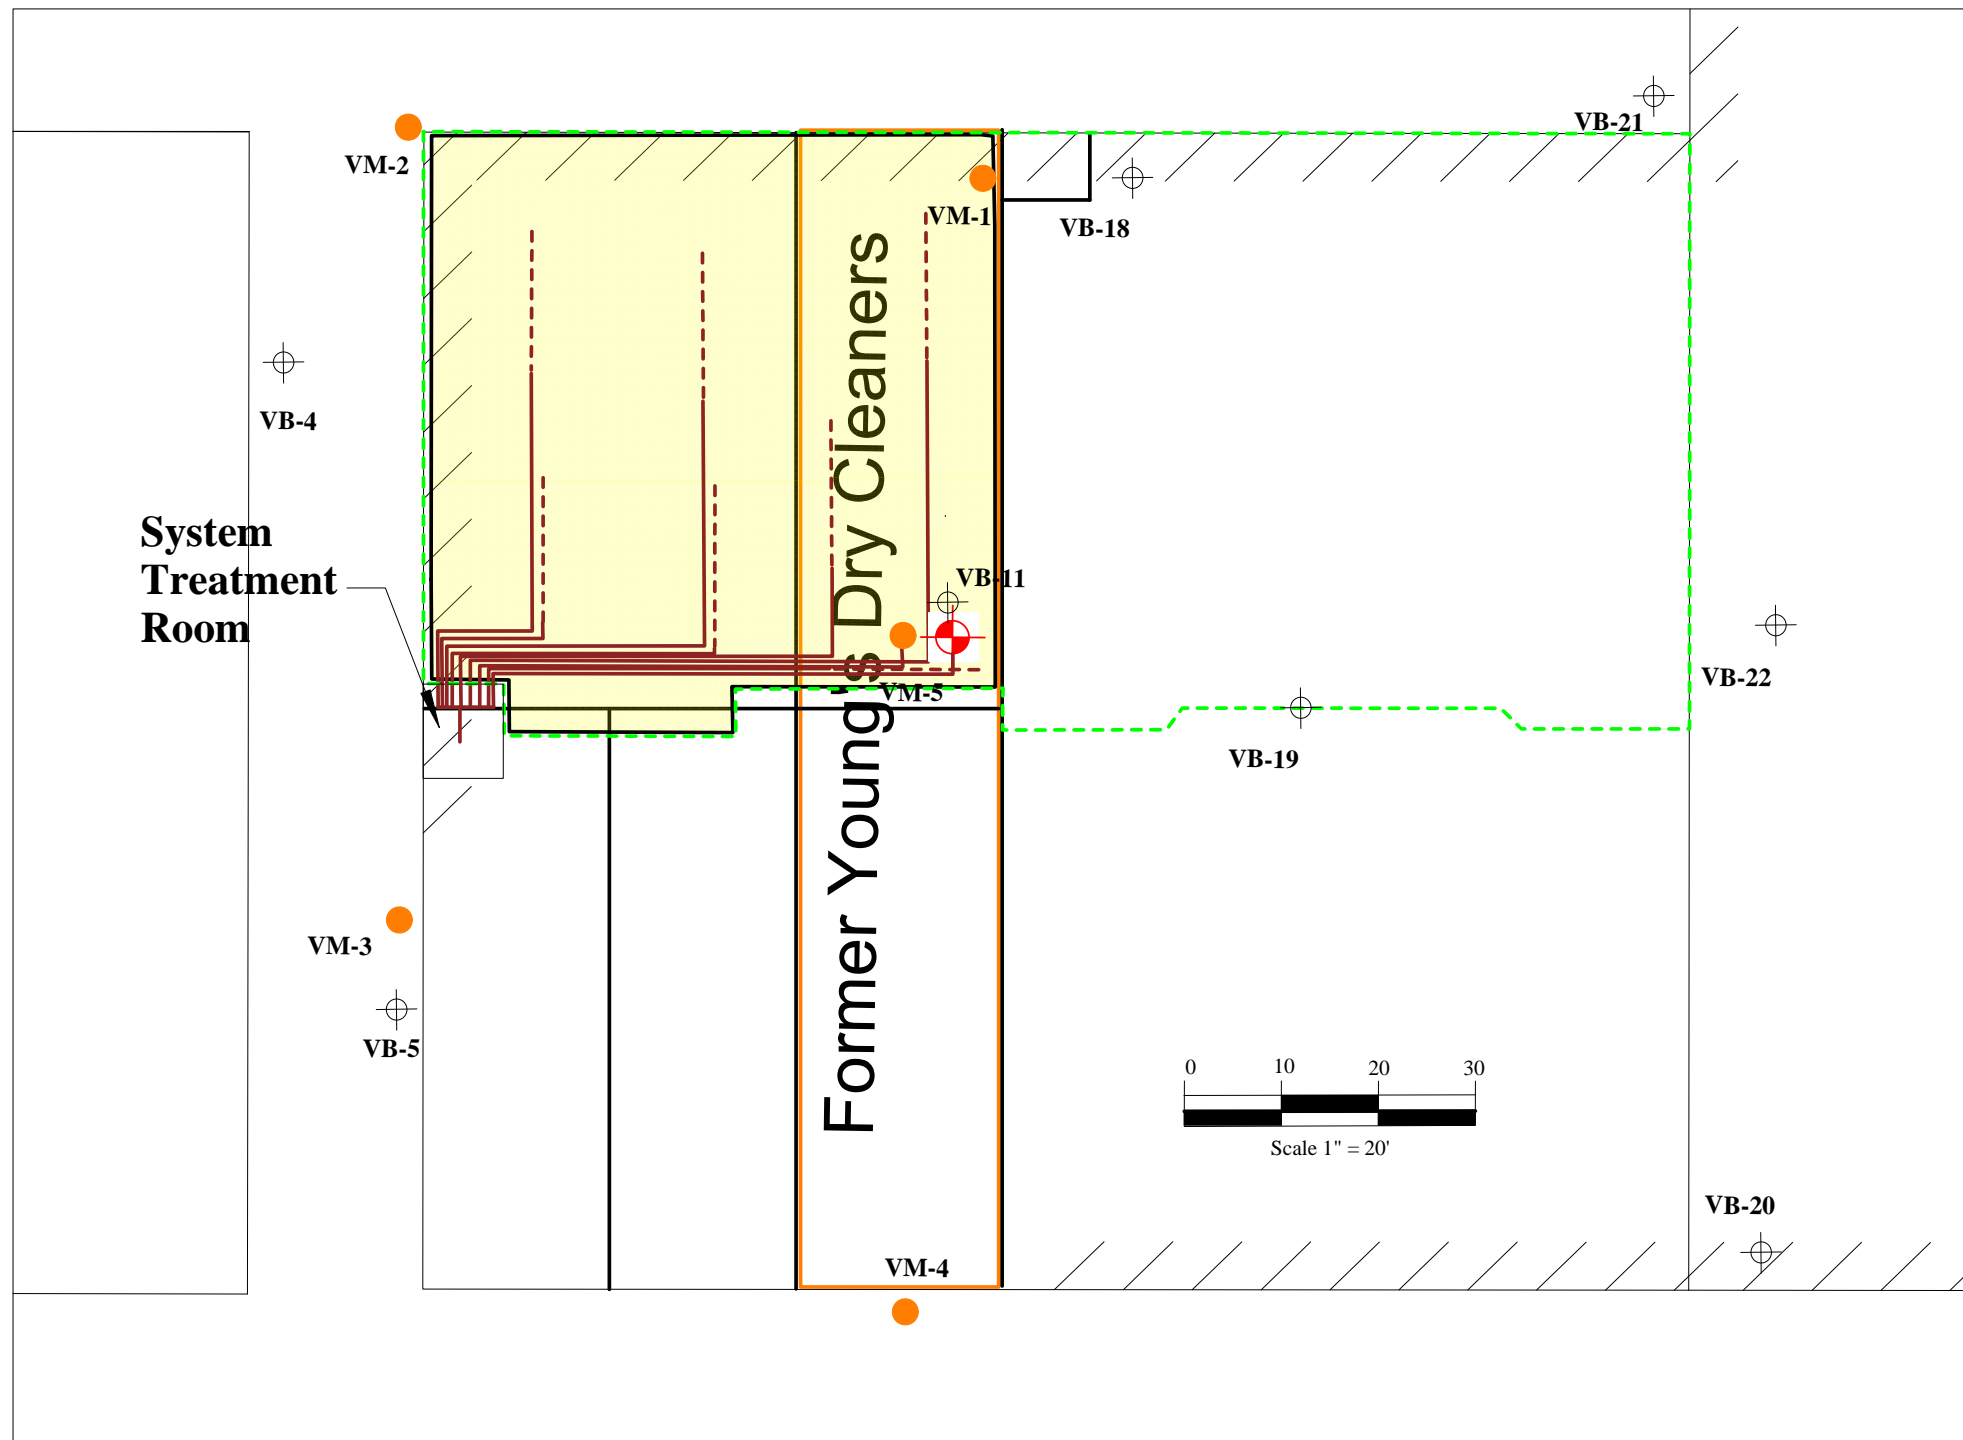 VB-21
VM-2
VM-1
VB-18
VB-4
System
Treatment
Room
Former Young's Dry Cleaners
VB-11
VM-5
VB-22
VB-19
VM-3
VB-5
0 10 20 30
Scale 1" = 20'
VB-20
VM-4